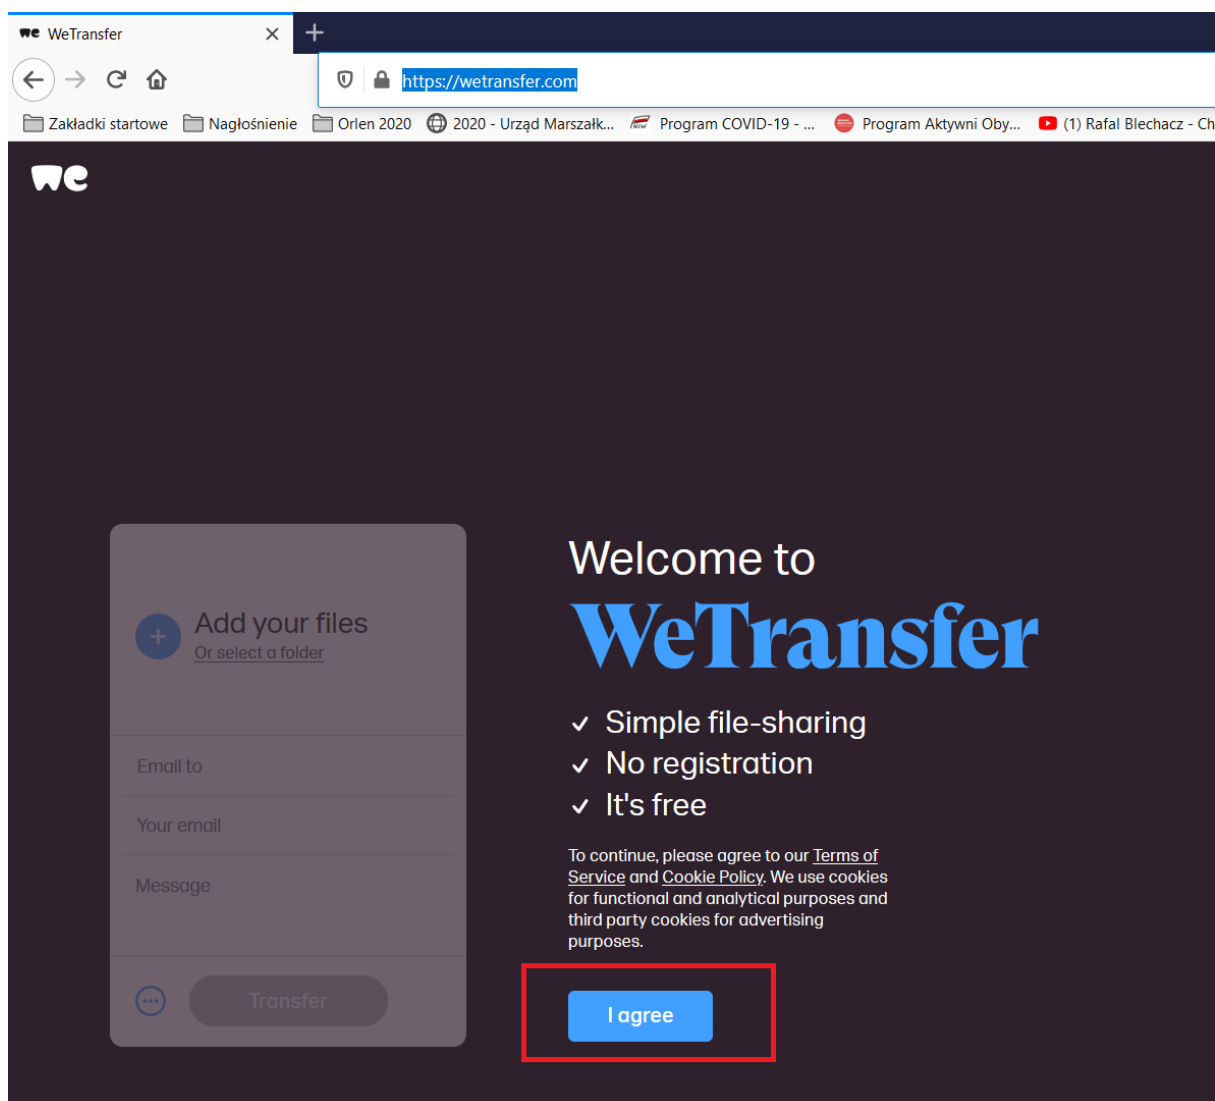 we WeTransfer
https://wetransfer.com
Zakładki startowe Nagłośnienie Orlen 2020 2020 - Urząd Marszałk... Program COVID-19 - ... Program Aktywni Oby... (1) Rafal Blechacz - Ch
we
Welcome to
WeTransfer
Simple file-sharing
No registration
It's free
To continue, please agree to our Terms of
Service and Cookie Policy. We use cookies
for functional and analytical purposes and
third party cookies for advertising
purposes.
I agree
Add your files
Or select a folder
Email to
Your email
Message
Transfer